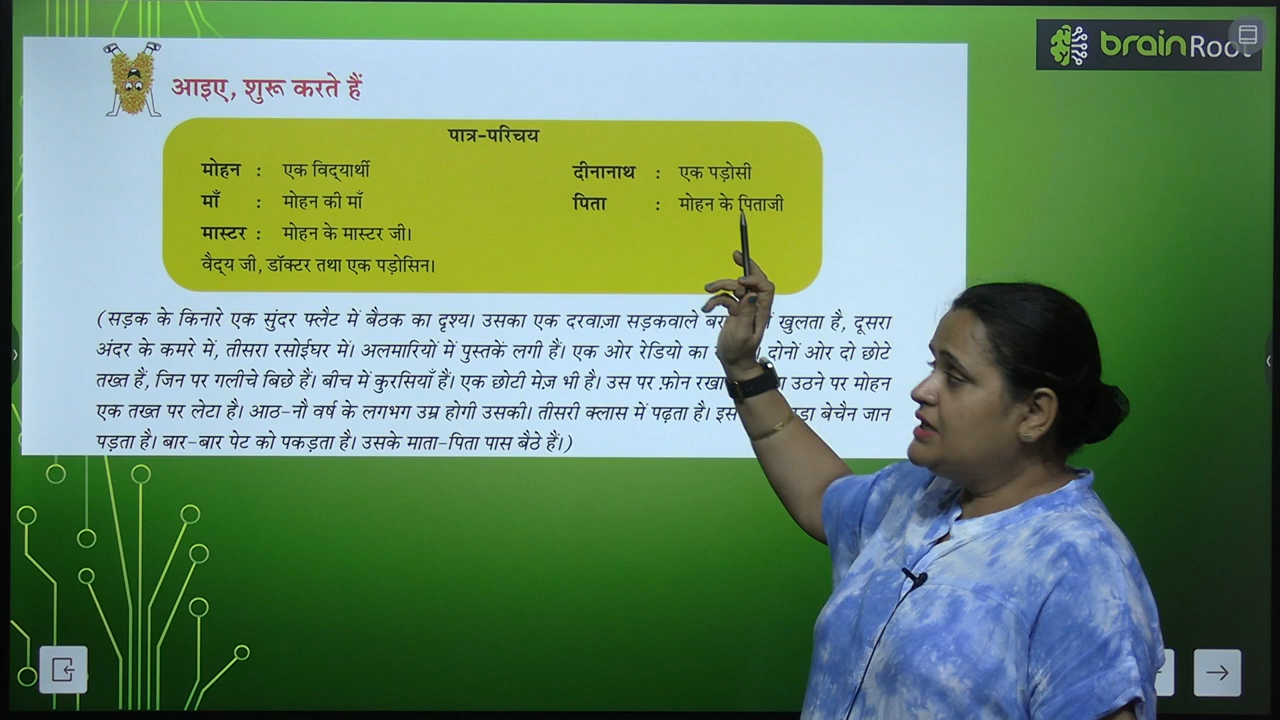 brainRoot
आइए, शुरू करते हैं
पात्र-परिचय
मोहन : एक विद्यार्थी
दीनानाथ : एक पड़ोसी
माँ : मोहन की माँ
पिता : मोहन के पिताजी
मास्टर : मोहन के मास्टर जी।
वैद्य जी, डॉक्टर तथा एक पड़ोसिन।
(सड़क के किनारे एक सुंदर फ्लैट में बैठक का दृश्य। उसका एक दरवाज़ा सड़कवाले खुलता है, दूसरा
अंदर के कमरे में, तीसरा रसोईघर में। अलमारियों में पुस्तकें लगी हैं। एक ओर रेडियो का दोनों ओर दो छोटे
तख्त हैं, जिन पर गलीचे बिछे हैं। बीच में कुरसियाँ हैं। एक छोटी मेज़ भी है। उस पर फ़ोन रखा उठने पर मोहन
एक तख्त पर लेटा है। आठ-नौ वर्ष के लगभग उम्र होगी उसकी। तीसरी क्लास में पढ़ता है। बेचैन जान
पड़ता है। बार-बार पेट को पकड़ता है। उसके माता-पिता पास बैठे हैं।)